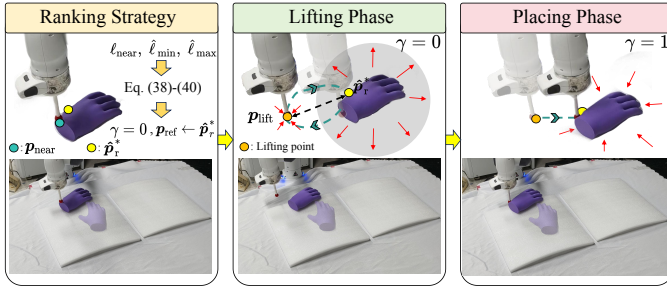 Ranking Strategy
ℓnear, ℓ̂min, ℓ̂max
Eq. (38)-(40)
γ = 0 , pref ← p̂r*
: pnear
: p̂r*
Lifting Phase
γ = 0
p̂r*
plift
: Lifting point
Placing Phase
γ = 1